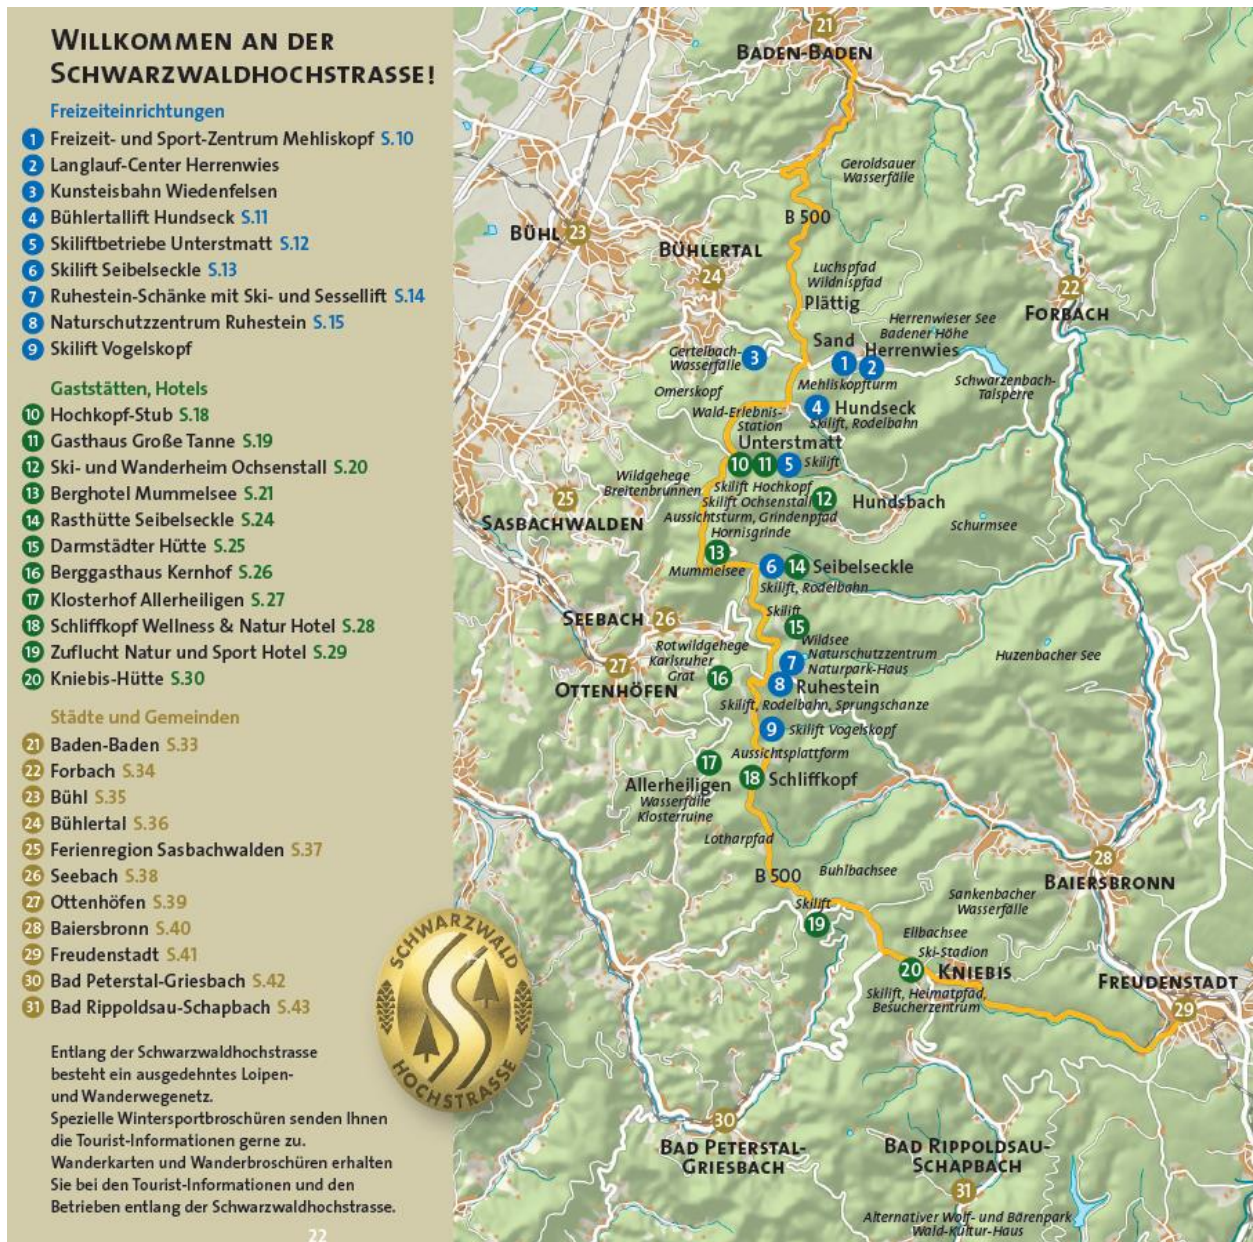 WILLKOMMEN AN DER
SCHWARZWALDHOCHSTRASSE!
Freizeiteinrichtungen
1 Freizeit- und Sport-Zentrum Mehliskopf S.10
2 Langlauf-Center Herrenwies
3 Kunsteisbahn Wiedenfelsen
4 Bühlertallift Hundseck S.11
5 Skiliftbetriebe Unterstmatt S.12
6 Skilift Seibelseckle S.13
7 Ruhestein-Schänke mit Ski- und Sessellift S.14
8 Naturschutzzentrum Ruhestein S.15
9 Skilift Vogelskopf
Gaststätten, Hotels
10 Hochkopf-Stub S.18
11 Gasthaus Große Tanne S.19
12 Ski- und Wanderheim Ochsenstall S.20
13 Berghotel Mummelsee S.21
14 Rasthütte Seibelseckle S.24
15 Darmstädter Hütte S.25
16 Berggasthaus Kernhof S.26
17 Klosterhof Allerheiligen S.27
18 Schliffkopf Wellness & Natur Hotel S.28
19 Zuflucht Natur und Sport Hotel S.29
20 Kniebis-Hütte S.30
Städte und Gemeinden
21 Baden-Baden S.33
22 Forbach S.34
23 Bühl S.35
24 Bühlertal S.36
25 Ferienregion Sasbachwalden S.37
26 Seebach S.38
27 Ottenhöfen S.39
28 Baiersbronn S.40
29 Freudenstadt S.41
30 Bad Peterstal-Griesbach S.42
31 Bad Rippoldsau-Schapbach S.43
Entlang der Schwarzwaldhochstrasse
besteht ein ausgedehntes Loipen-
und Wanderwegenetz.
Spezielle Wintersportbroschüren senden Ihnen
die Tourist-Informationen gerne zu.
Wanderkarten und Wanderbroschüren erhalten
Sie bei den Tourist-Informationen und den
Betrieben entlang der Schwarzwaldhochstrasse.
22
SCHWARZWALD
HOCHSTRASSE
21
BADEN-BADEN
Geroldsauer
Wasserfälle
B 500
BÜHL 23
BÜHLERTAL
24
Luchspfad
Wildnispfad
Plättig
22
FORBACH
Herrenwieser See
Badener Höhe
Sand
Herrenwies
1 2
Gertelbach-
Wasserfälle
3
Mehliskopfturm
Schwarzenbach-
Talsperre
Omerskopf
Wald-Erlebnis-
Station
4 Hundseck
Skilift, Rodelbahn
Unterstmatt
10 11 5 Skilift
Wildgehege
Breitenbrunnen
Skilift Hochkopf
Skilift Ochsenstall
12 Hundsbach
25
SASBACHWALDEN
Aussichtsturm, Grindenpfad
Hornisgrinde
Schurmsee
13
Mummelsee
6 14 Seibelseckle
Skilift, Rodelbahn
Skilift
15
SEEBACH 26
Wildsee
Naturschutzzentrum
Naturpark-Haus
Rotwildgehege
Karlsruher
Grat
16
7
8 Ruhestein
Huzenbacher See
27
OTTENHÖFEN
Skilift, Rodelbahn, Sprungschanze
9 Skilift Vogelskopf
Aussichtsplattform
17
Allerheiligen
Wasserfälle
Klosterruine
18 Schliffkopf
Lotharpfad
B 500
Buhlbachsee
28
BAIERSBRONN
Sankenbacher
Wasserfälle
Skilift
19
Ellbachsee
Ski-Stadion
20 KNIEBIS
Skilift, Heimatpfad,
Besucherzentrum
FREUDENSTADT
29
30
BAD PETERSTAL-
GRIESBACH
BAD RIPPOLDSAU-
SCHAPBACH
31
Alternativer Wolf- und Bärenpark
Wald-Kultur-Haus